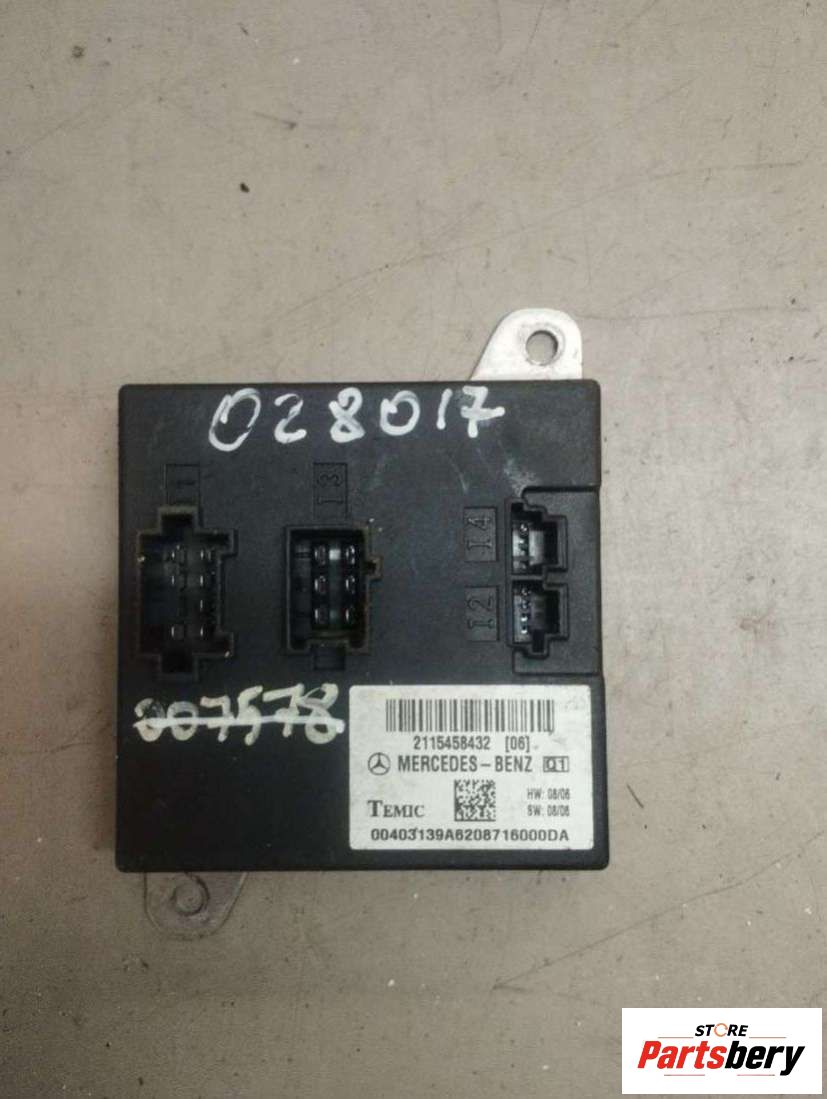 028017
I1
I3
I4
I2
007578
2115458432 [06]
MERCEDES-BENZ Q1
HW: 08/06
TEMIC
SW: 08/06
00403139A6208716000DA
STORE
Partsbery